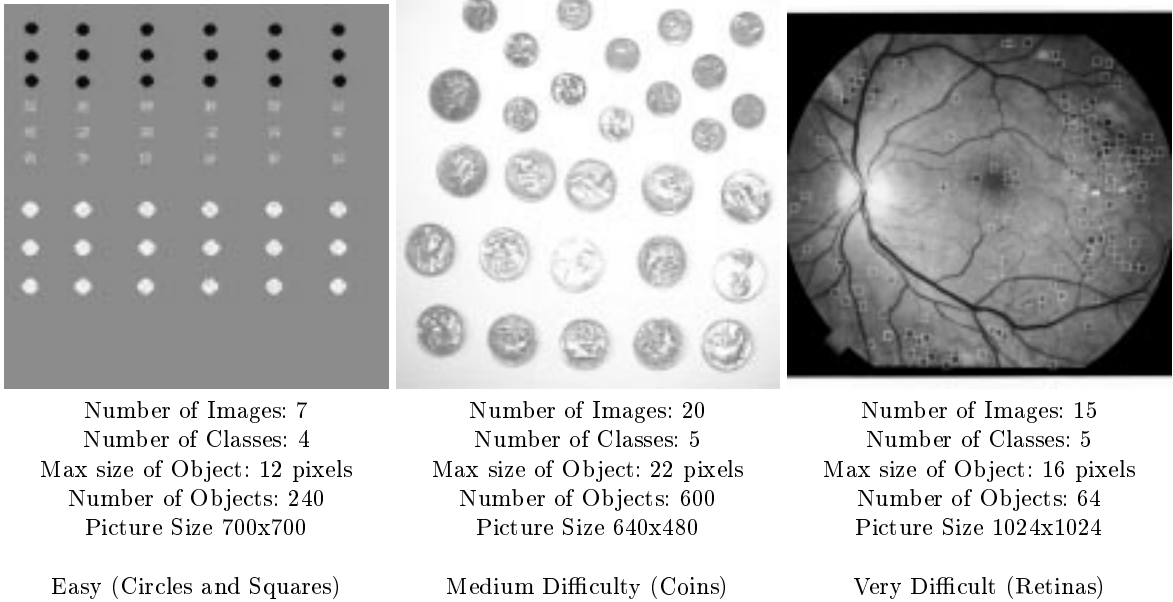 Number of Images: 7
Number of Classes: 4
Max size of Object: 12 pixels
Number of Objects: 240
Picture Size 700x700
Easy (Circles and Squares)
Number of Images: 20
Number of Classes: 5
Max size of Object: 22 pixels
Number of Objects: 600
Picture Size 640x480
Medium Difficulty (Coins)
Number of Images: 15
Number of Classes: 5
Max size of Object: 16 pixels
Number of Objects: 64
Picture Size 1024x1024
Very Difficult (Retinas)